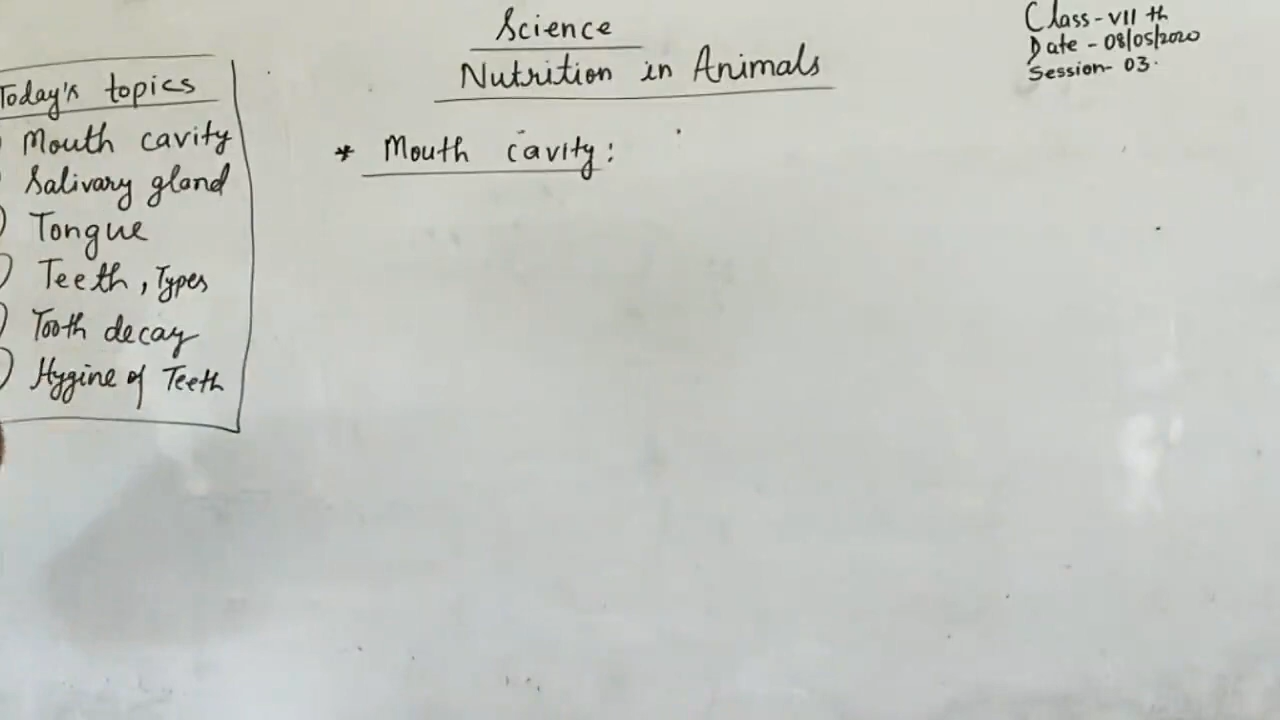 Science
Nutrition in Animals
Class-VII th
Date - 08/05/2020
Session- 03.
Today's topics
Mouth cavity
Salivary gland
Tongue
Teeth, Types
Tooth decay
Hygine of Teeth
* Mouth cavity: